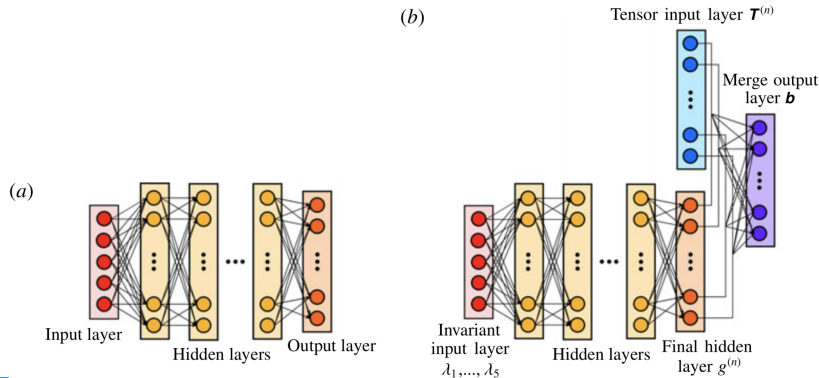 (a)
Input layer
Hidden layers
Output layer
(b)
Tensor input layer T⁽ⁿ⁾
Merge output
layer b
Invariant
input layer
λ₁,..., λ₅
Hidden layers
Final hidden
layer g⁽ⁿ⁾